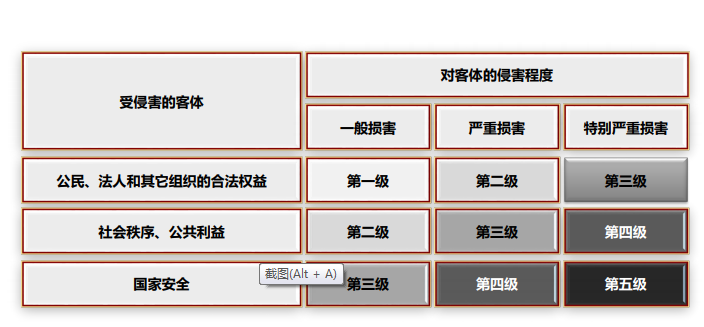 受侵害的客体
对客体的侵害程度
一般损害 严重损害 特别严重损害
公民、法人和其它组织的合法权益 第一级 第二级 第三级
社会秩序、公共利益 第二级 第三级 第四级
国家安全 第三级 第四级 第五级
截图(Alt + A)